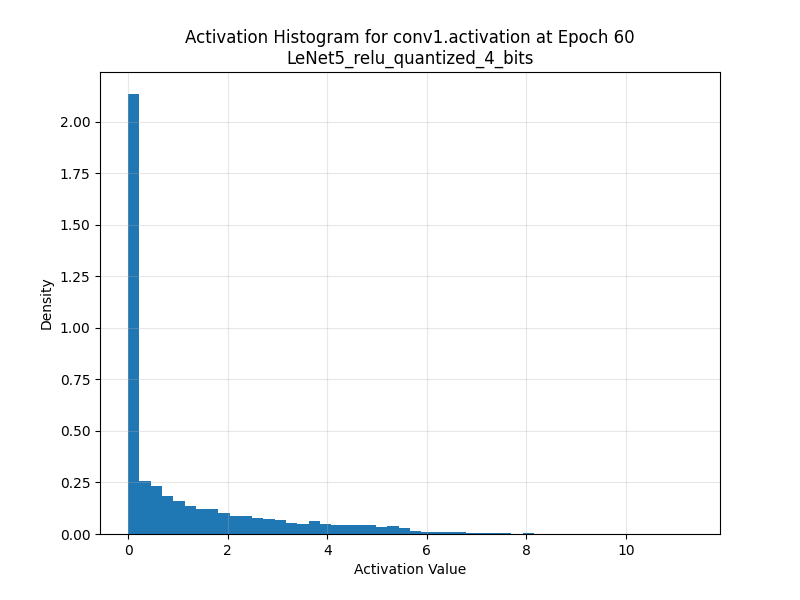 Activation Histogram for conv1.activation at Epoch 60
LeNet5_relu_quantized_4_bits
2.00
1.75
1.50
1.25
1.00
0.75
0.50
0.25
0.00
Density
0 2 4 6 8 10
Activation Value